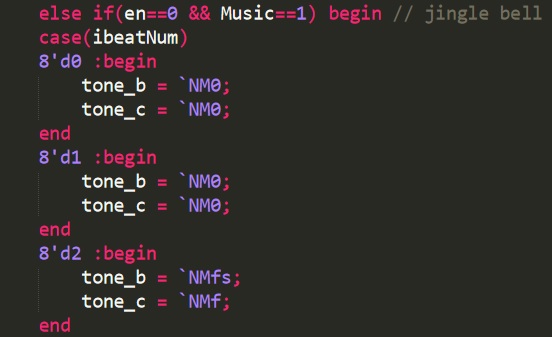 else if(en==0 && Music==1) begin // jingle bell
case(ibeatNum)
8'd0 :begin
    tone_b = `NM0;
    tone_c = `NM0;
end
8'd1 :begin
    tone_b = `NM0;
    tone_c = `NM0;
end
8'd2 :begin
    tone_b = `NMfs;
    tone_c = `NMf;
end